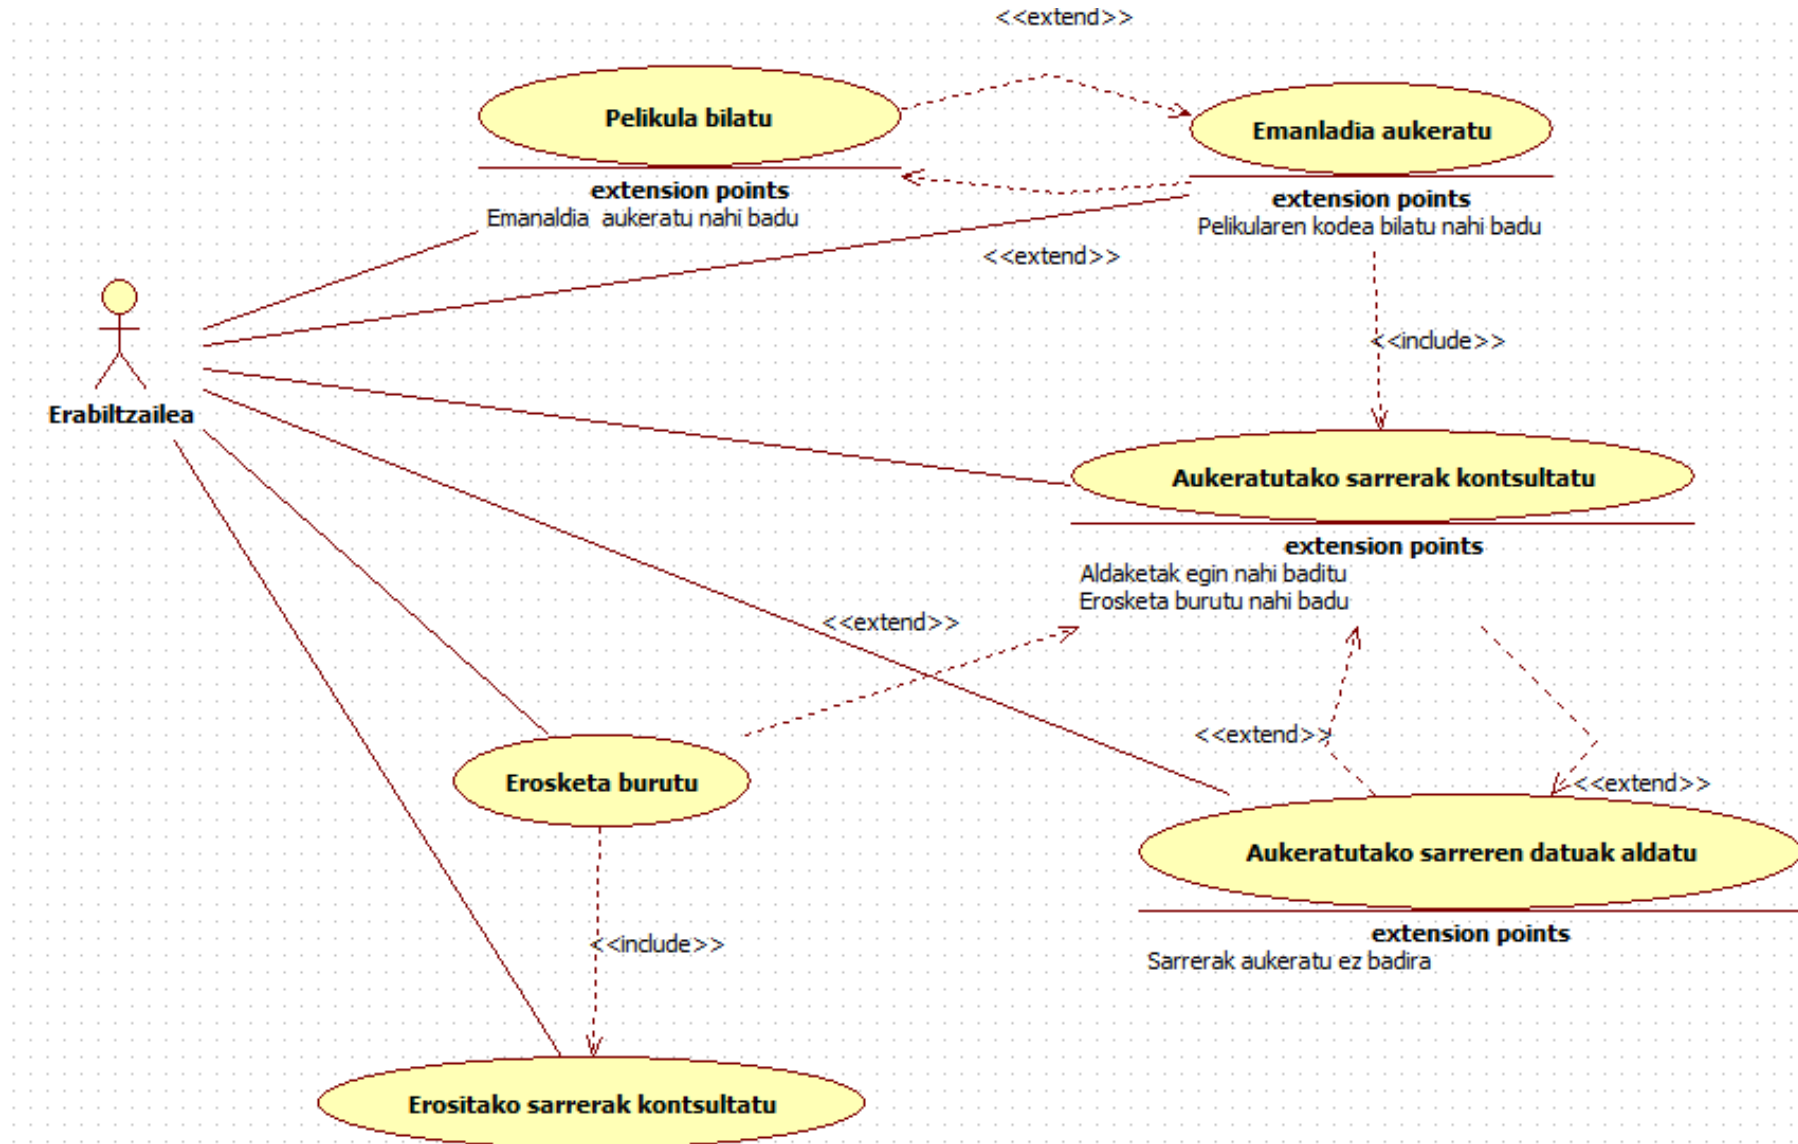 <<extend>>
Pelikula bilatu
Emanladia aukeratu
extension points
Emanaldia aukeratu nahi badu
extension points
Pelikularen kodea bilatu nahi badu
<<extend>>
<<include>>
Erabiltzailea
Aukeratutako sarrerak kontsultatu
extension points
Aldaketak egin nahi baditu
Erosketa burutu nahi badu
<<extend>>
<<extend>>
<<extend>>
Erosketa burutu
Aukeratutako sarreren datuak aldatu
extension points
Sarrerak aukeratu ez badira
<<include>>
Erositako sarrerak kontsultatu